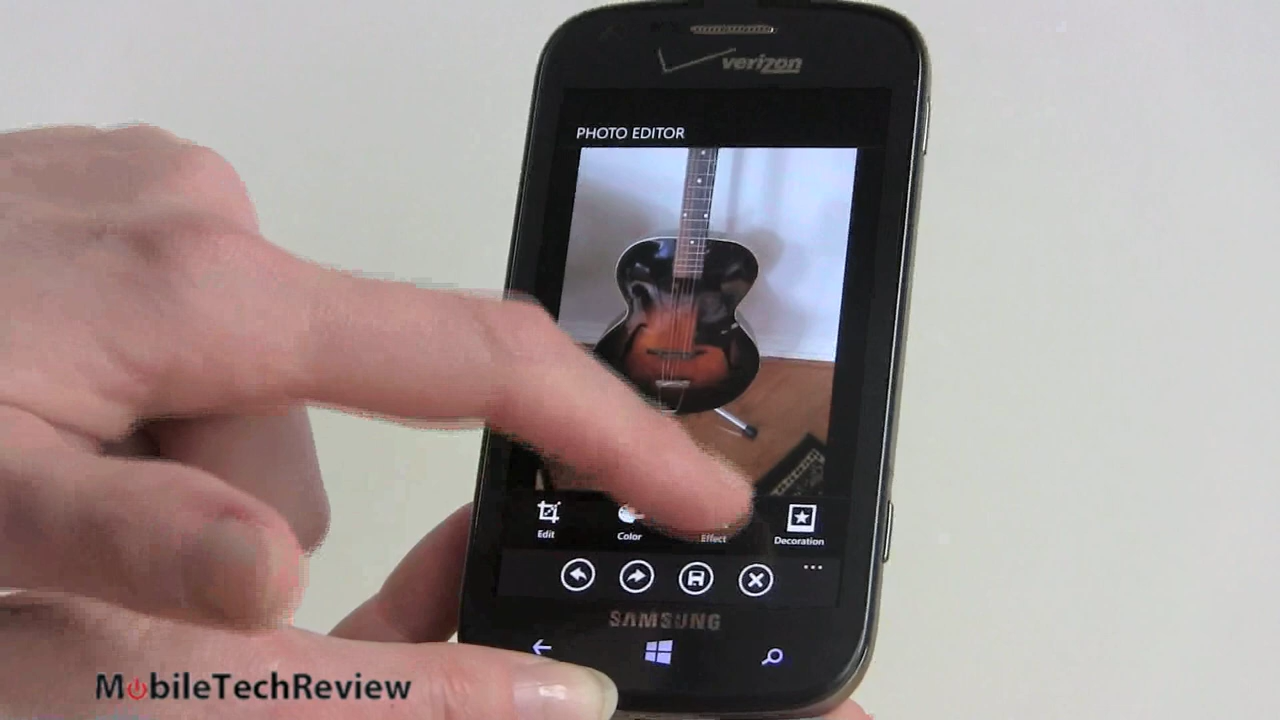 verizon
PHOTO EDITOR
Edit
Color
Effect
Decoration
SAMSUNG
MobileTechReview